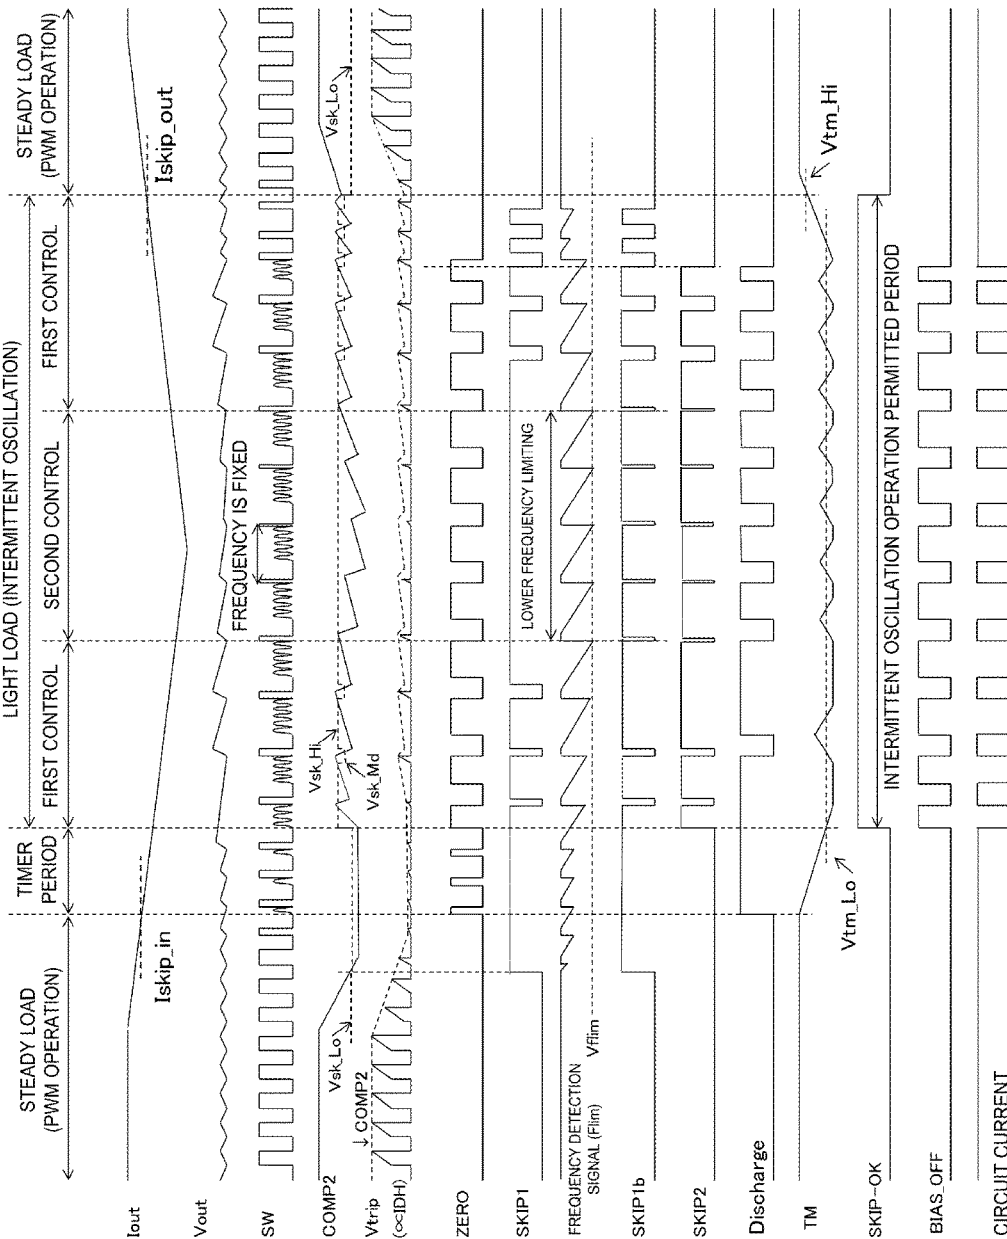 STEADY LOAD
(PWM OPERATION)
TIMER
PERIOD
LIGHT LOAD (INTERMITTENT OSCILLATION)
FIRST CONTROL
SECOND CONTROL
FIRST CONTROL
STEADY LOAD
(PWM OPERATION)
Iout
Iskip_in
Iskip_out
Vout
FREQUENCY IS FIXED
SW
COMP2
Vsk_Lo
Vsk_Hi
Vsk_Md
Vsk_Lo
↓ COMP2
Vtrip
(∝IDH)
ZERO
SKIP1
LOWER FREQUENCY LIMITING
FREQUENCY DETECTION
SIGNAL (Flim)
Vflim
SKIP1b
SKIP2
Discharge
TM
Vtm_Lo
Vtm_Hi
SKIP-OK
INTERMITTENT OSCILLATION OPERATION PERMITTED PERIOD
BIAS_OFF
CIRCUIT CURRENT